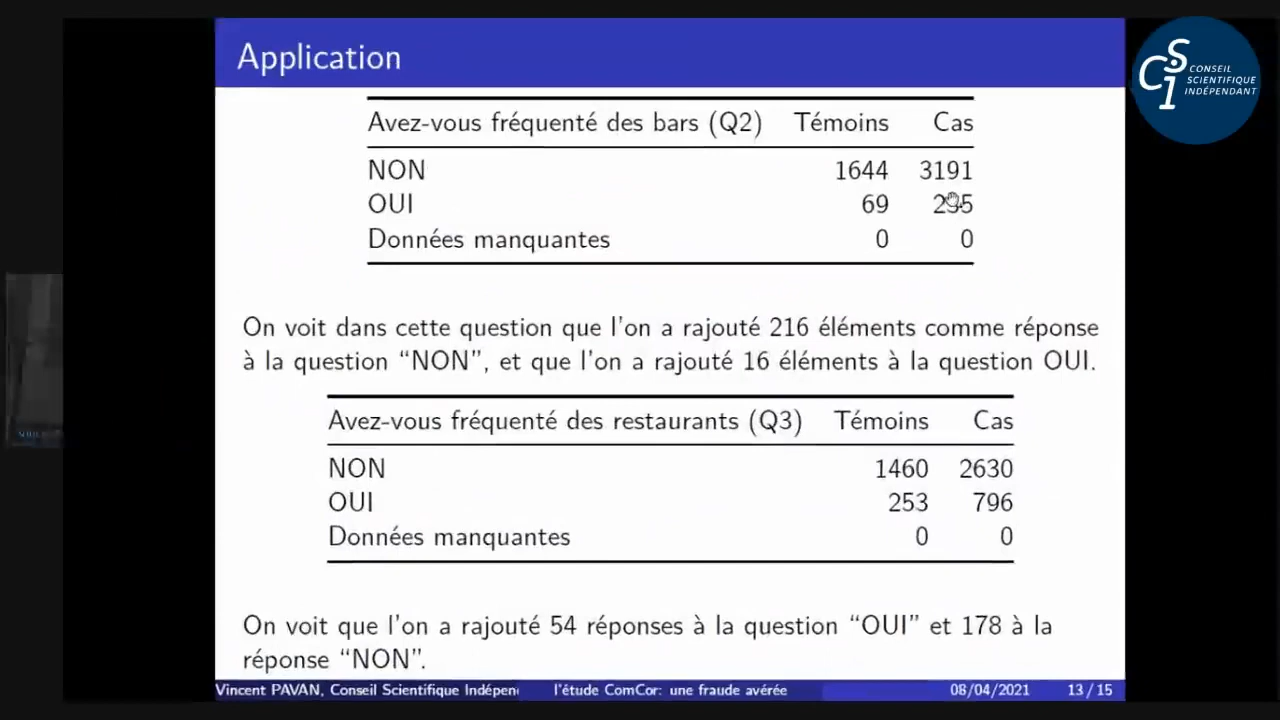 Application
CONSEIL
SCIENTIFIQUE
INDÉPENDANT
CSI
Avez-vous fréquenté des bars (Q2) Témoins Cas
NON 1644 3191
OUI 69 235
Données manquantes 0 0
On voit dans cette question que l'on a rajouté 216 éléments comme réponse
à la question “NON”, et que l'on a rajouté 16 éléments à la question OUI.
Avez-vous fréquenté des restaurants (Q3) Témoins Cas
NON 1460 2630
OUI 253 796
Données manquantes 0 0
On voit que l'on a rajouté 54 réponses à la question “OUI” et 178 à la
réponse “NON”.
Vincent PAVAN, Conseil Scientifique Indépen l'étude ComCor: une fraude avérée 08/04/2021 13 / 15